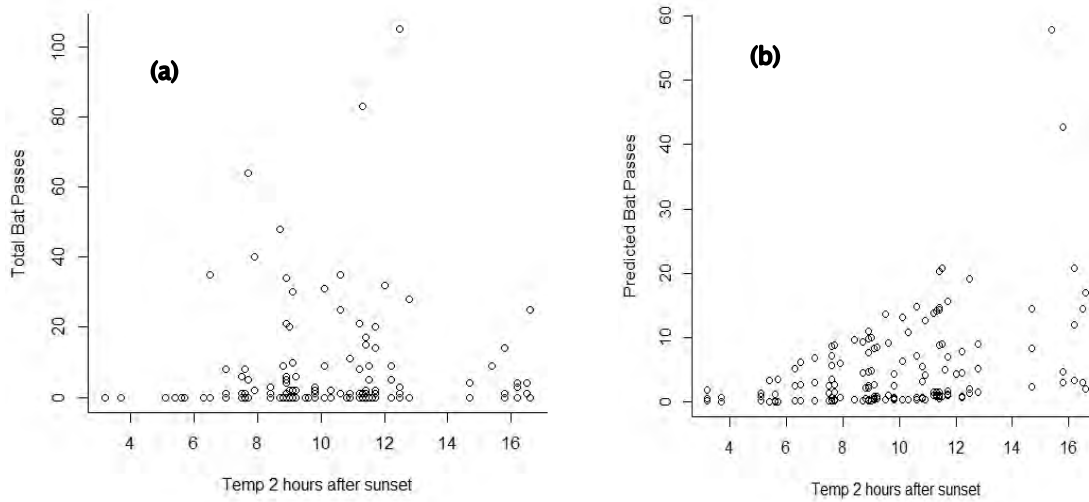 (a)
Total Bat Passes
100
80
60
40
20
0
4 6 8 10 12 14 16
Temp 2 hours after sunset
(b)
Predicted Bat Passes
60
50
40
30
20
10
0
4 6 8 10 12 14 16
Temp 2 hours after sunset